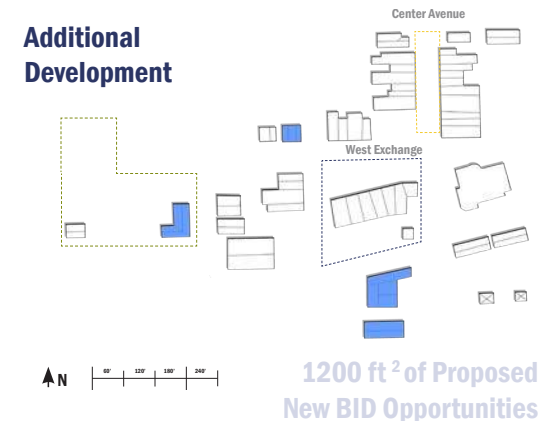 Center Avenue
Additional
Development
West Exchange
N
60' 120' 180' 240'
1200 ft 2 of Proposed
New BID Opportunities